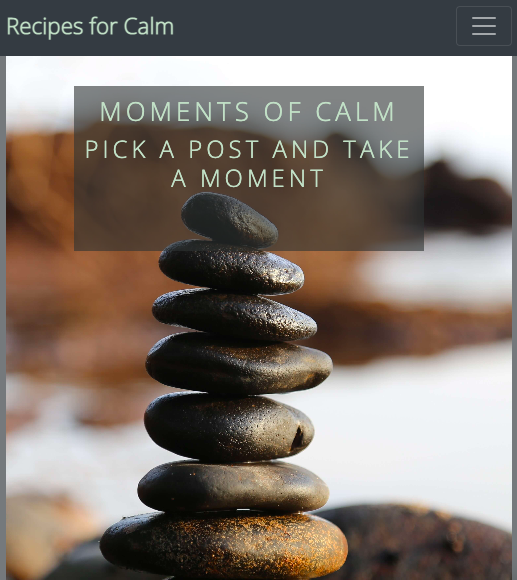 Recipes for Calm
MOMENTS OF CALM
PICK A POST AND TAKE
A MOMENT